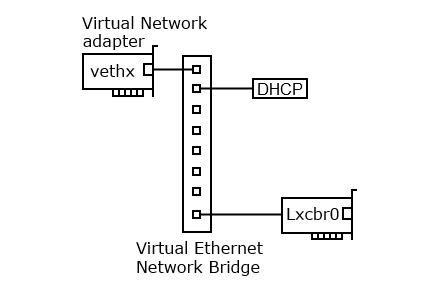 Virtual Network
adapter
vethx
DHCP
Lxcbr0
Virtual Ethernet
Network Bridge